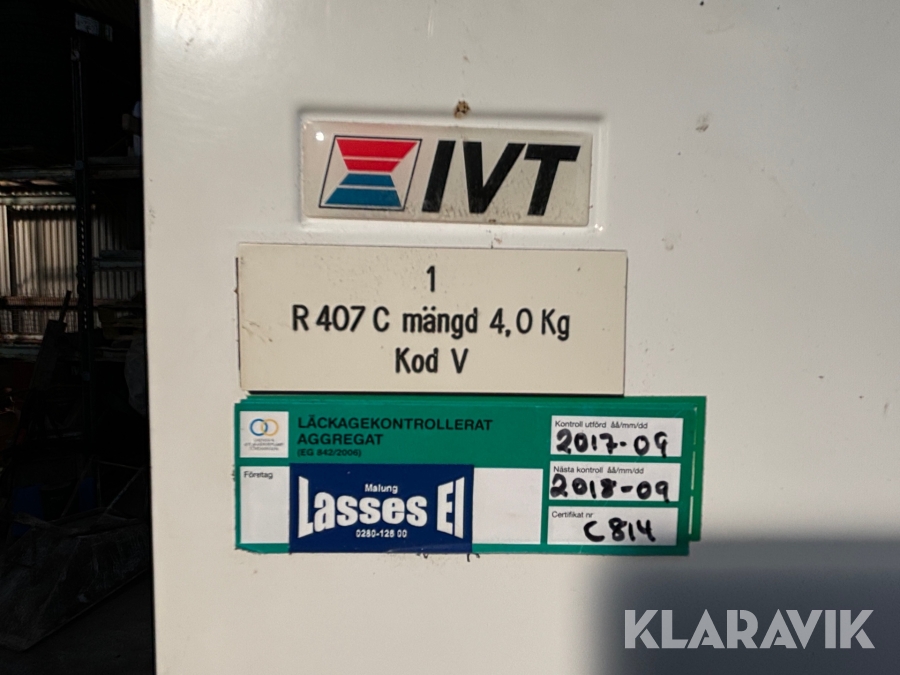 IVT
1
R 407 C mängd 4,0 Kg
Kod V
LÄCKAGEKONTROLLERAT
AGGREGAT
(EG 842/2006)
Kontroll utförd åå/mm/dd
2017-09
Nästa kontroll åå/mm/dd
2018-09
Certifikat nr
C814
Företag
Malung
Lasses El
0280-125 00
KLARAVIK